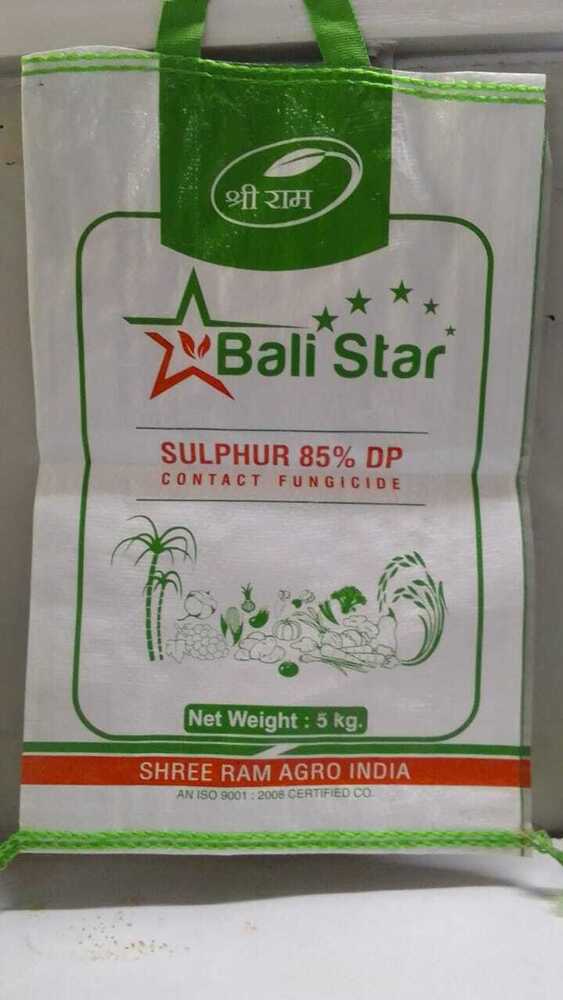 श्री राम
Bali Star
SULPHUR 85% DP
CONTACT FUNGICIDE
Net Weight : 5 kg.
SHREE RAM AGRO INDIA
AN ISO 9001 : 2008 CERTIFIED CO.